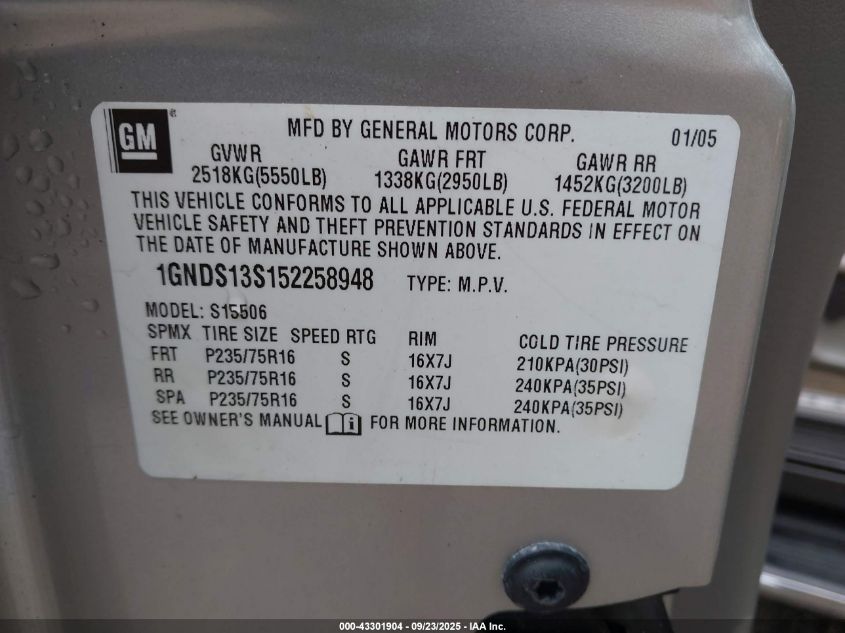 GM ®
MFD BY GENERAL MOTORS CORP. 01/05
GVWR GAWR FRT GAWR RR
2518KG(5550LB) 1338KG(2950LB) 1452KG(3200LB)
THIS VEHICLE CONFORMS TO ALL APPLICABLE U.S. FEDERAL MOTOR
VEHICLE SAFETY AND THEFT PREVENTION STANDARDS IN EFFECT ON
THE DATE OF MANUFACTURE SHOWN ABOVE.
1GNDS13S152258948 TYPE: M.P.V.
MODEL: S15506
SPMX TIRE SIZE SPEED RTG RIM COLD TIRE PRESSURE
FRT P235/75R16 S 16X7J 210KPA(30PSI)
RR P235/75R16 S 16X7J 240KPA(35PSI)
SPA P235/75R16 S 16X7J 240KPA(35PSI)
SEE OWNER'S MANUAL i FOR MORE INFORMATION.
000-43301904 - 09/23/2025 - IAA Inc.